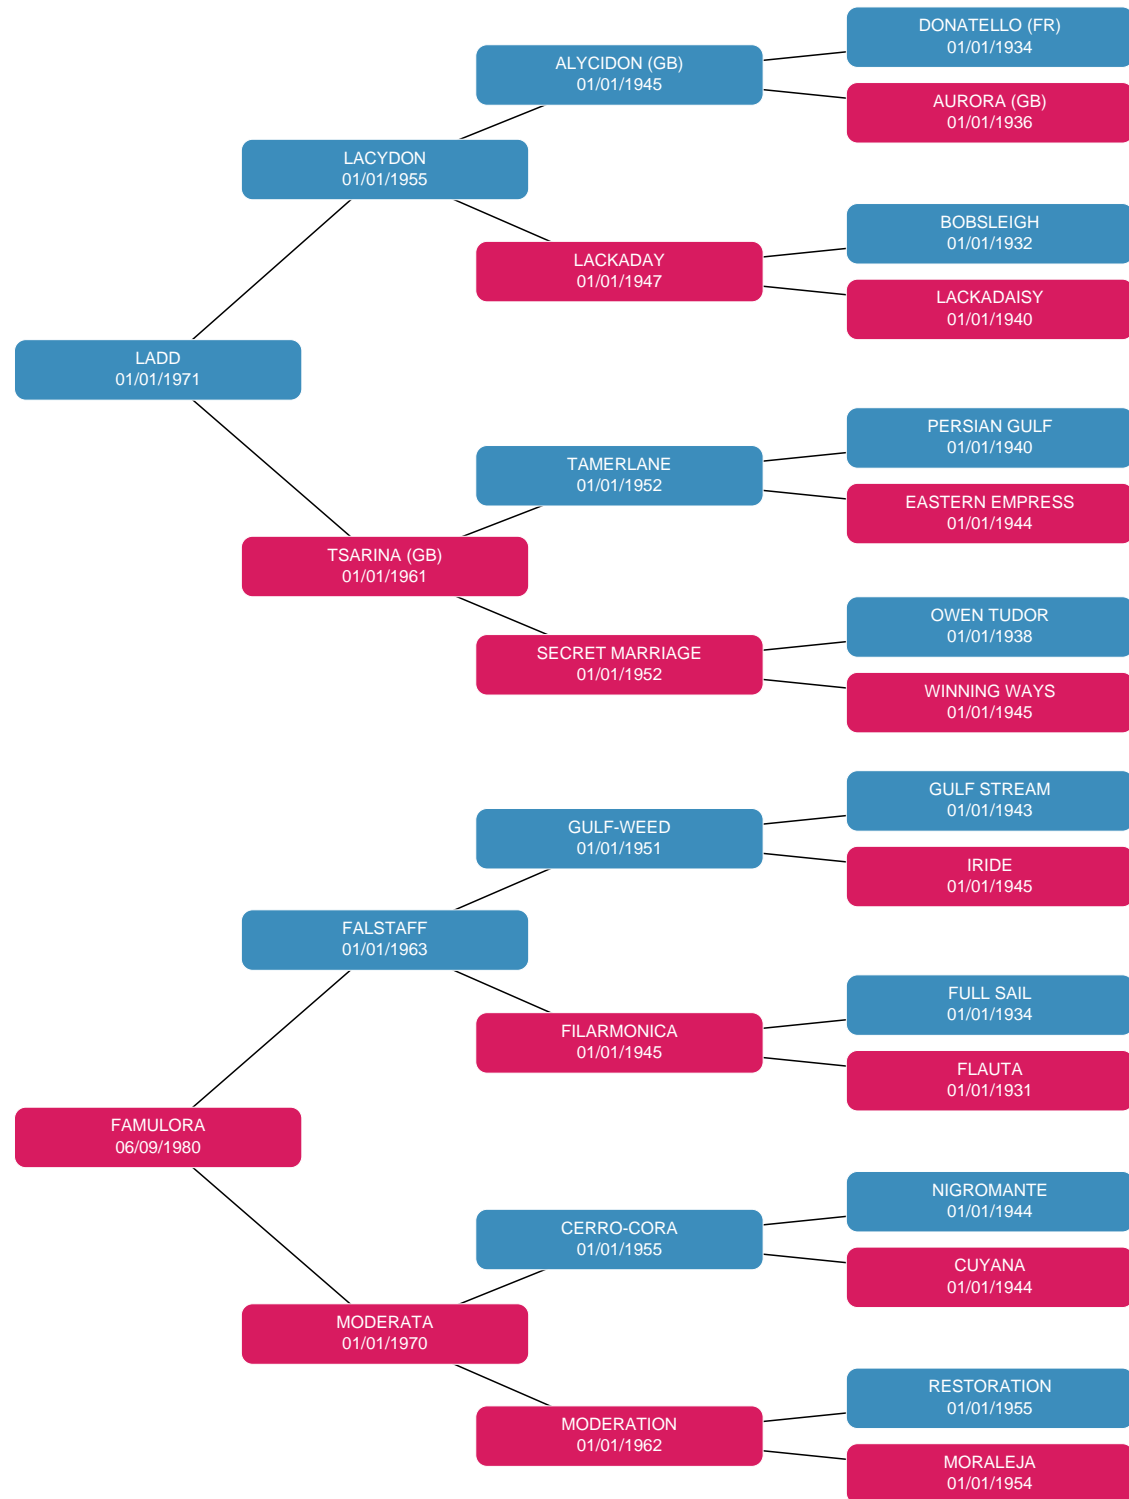 DONATELLO (FR)
01/01/1934
ALYCIDON (GB)
01/01/1945
AURORA (GB)
01/01/1936
LACYDON
01/01/1955
BOBSLEIGH
01/01/1932
LACKADAY
01/01/1947
LACKADAISY
01/01/1940
LADD
01/01/1971
PERSIAN GULF
01/01/1940
TAMERLANE
01/01/1952
EASTERN EMPRESS
01/01/1944
TSARINA (GB)
01/01/1961
OWEN TUDOR
01/01/1938
SECRET MARRIAGE
01/01/1952
WINNING WAYS
01/01/1945
GULF STREAM
01/01/1943
GULF-WEED
01/01/1951
IRIDE
01/01/1945
FALSTAFF
01/01/1963
FULL SAIL
01/01/1934
FILARMONICA
01/01/1945
FLAUTA
01/01/1931
FAMULORA
06/09/1980
NIGROMANTE
01/01/1944
CERRO-CORA
01/01/1955
CUYANA
01/01/1944
MODERATA
01/01/1970
RESTORATION
01/01/1955
MODERATION
01/01/1962
MORALEJA
01/01/1954